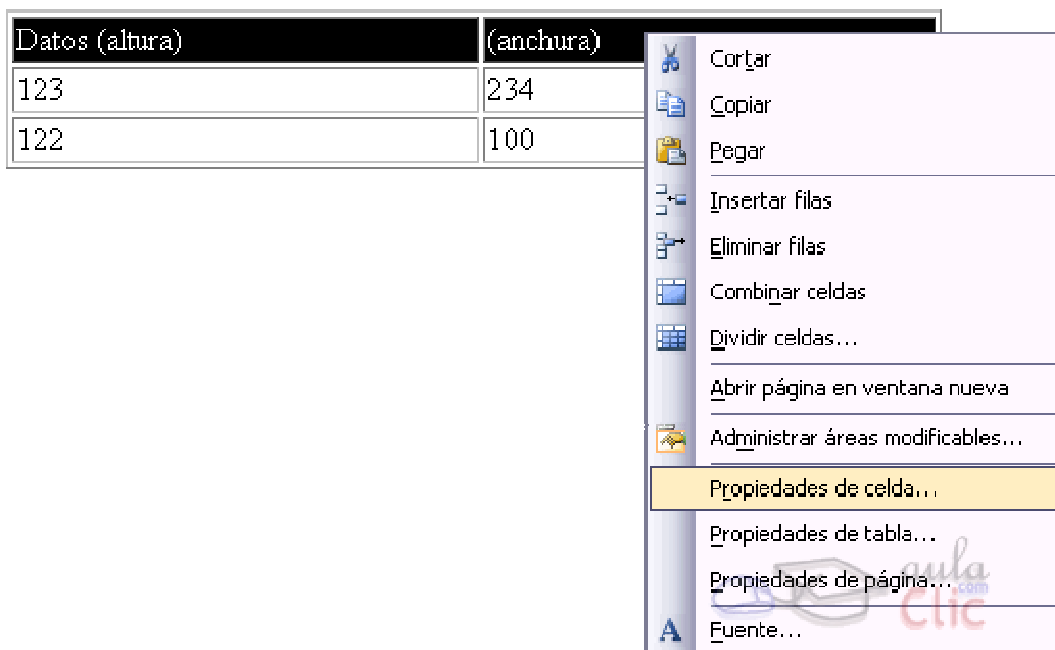 Datos (altura) (anchura)
123 234
122 100
Cortar
Copiar
Pegar
Insertar filas
Eliminar filas
Combinar celdas
Dividir celdas...
Abrir página en ventana nueva
Administrar áreas modificables...
Propiedades de celda...
Propiedades de tabla...
Propiedades de página...
Fuente...
aula
.com
Clic